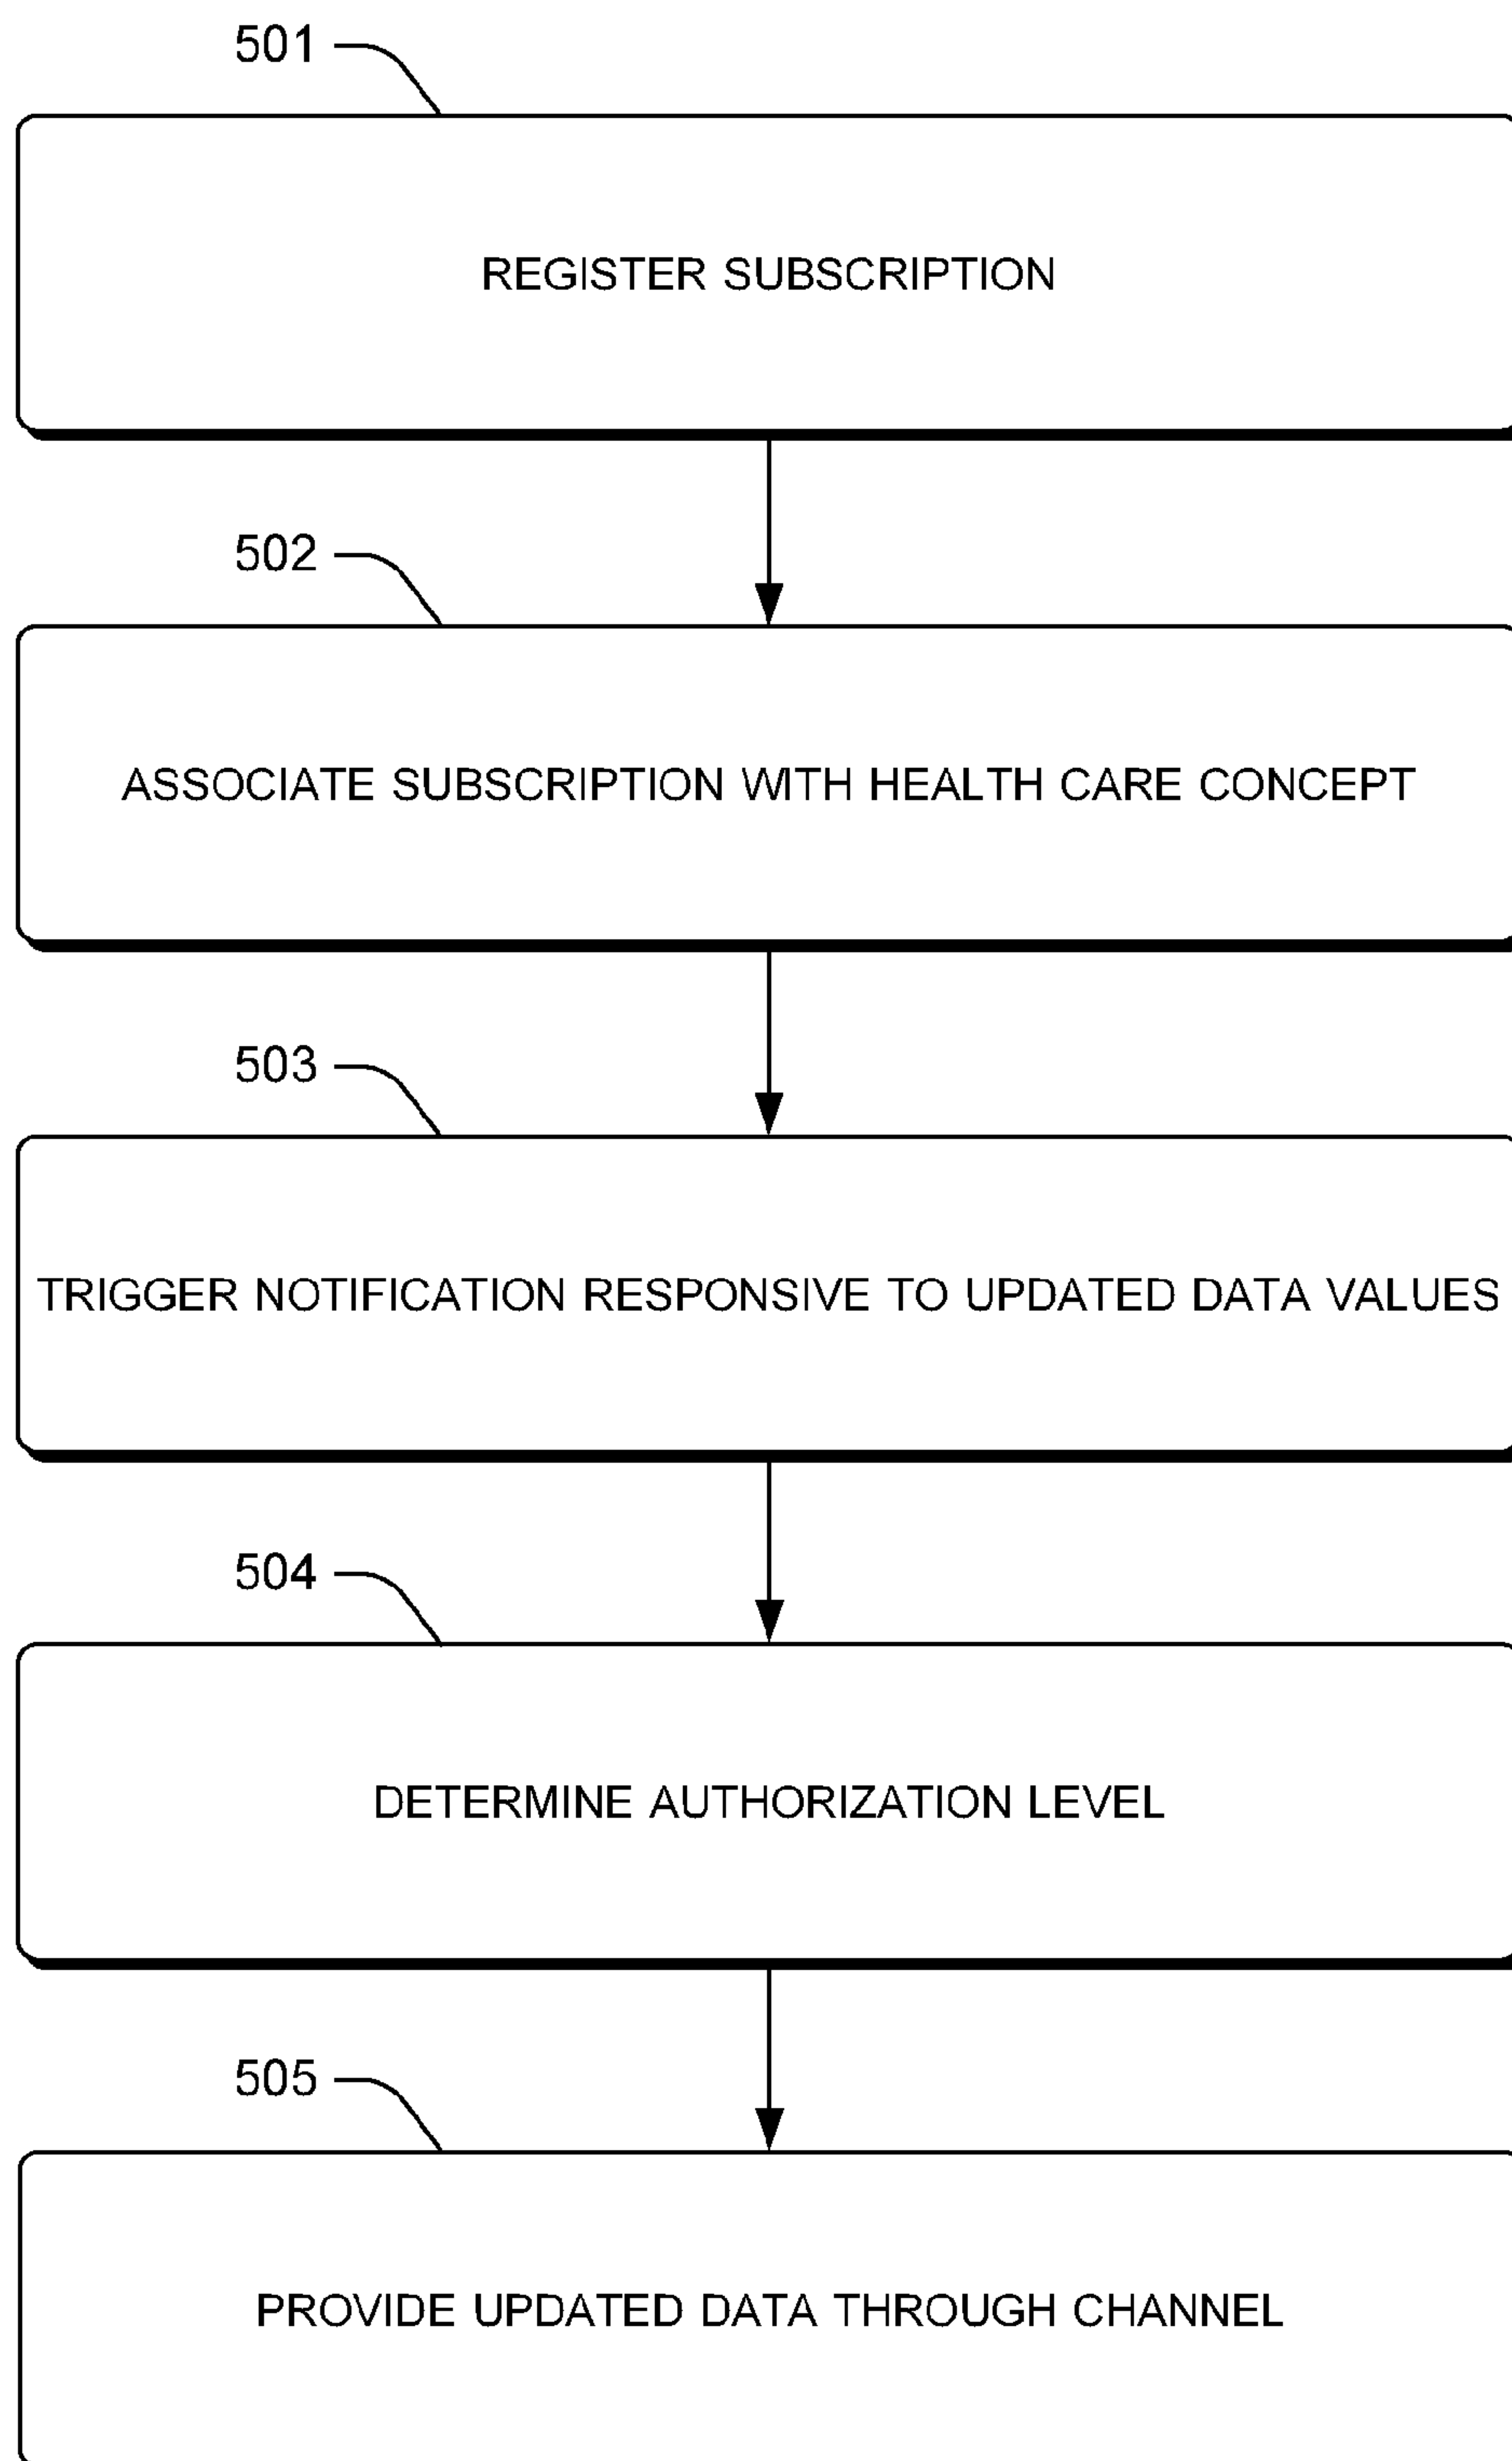 501
REGISTER SUBSCRIPTION
502
ASSOCIATE SUBSCRIPTION WITH HEALTH CARE CONCEPT
503
TRIGGER NOTIFICATION RESPONSIVE TO UPDATED DATA VALUES
504
DETERMINE AUTHORIZATION LEVEL
505
PROVIDE UPDATED DATA THROUGH CHANNEL